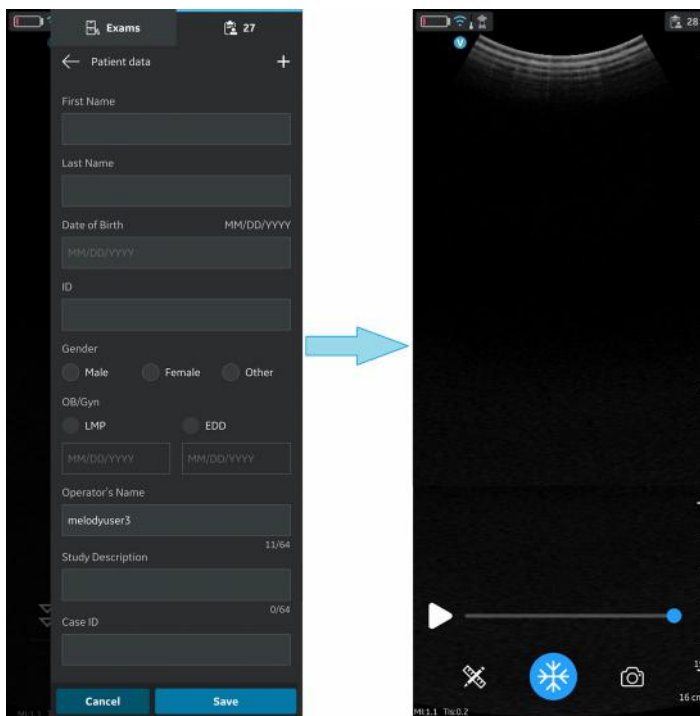 Exams 27
Patient data
First Name
Last Name
Date of Birth MM/DD/YYYY
MM/DD/YYYY
ID
Gender
Male Female Other
OB/Gyn
LMP EDD
MM/DD/YYYY MM/DD/YYYY
Operator's Name
melodyuser3
11/64
Study Description
0/64
Case ID
Cancel Save
28
V
16 cm
MI:1.1 TIs:0.2